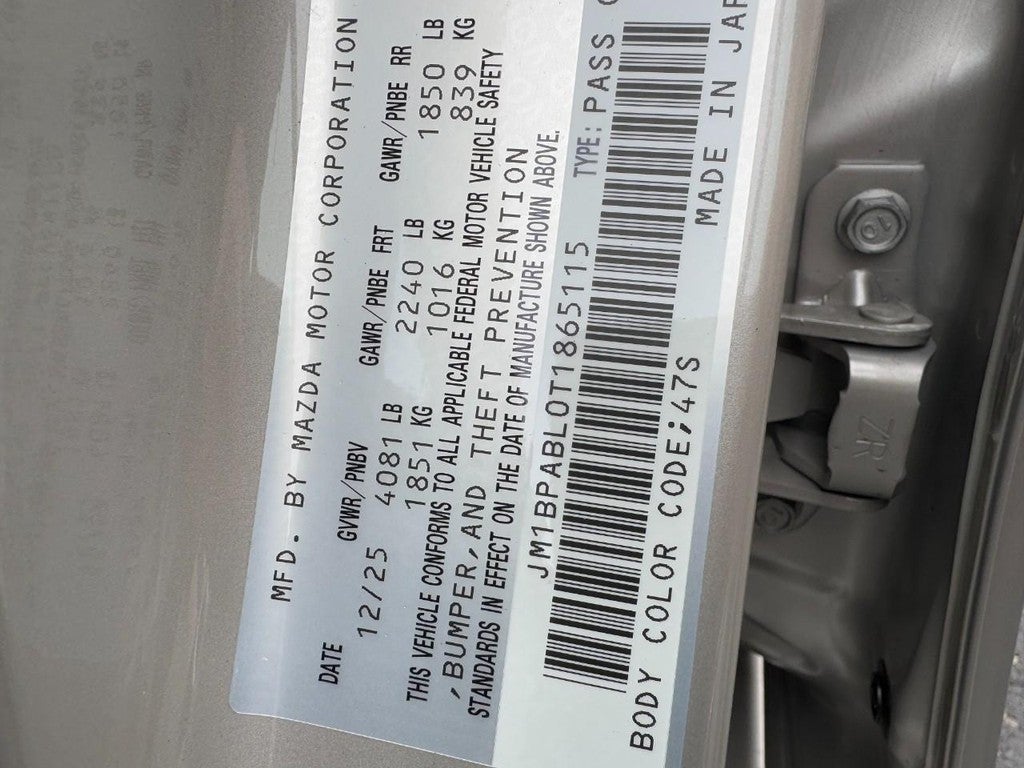 MFD. BY MAZDA MOTOR CORPORATION
DATE GVWR/PNBV GAWR/PNBE FRT GAWR/PNBE RR
12/25 4081 LB 2240 LB 1850 LB
1851 KG 1016 KG 839 KG
THIS VEHICLE CONFORMS TO ALL APPLICABLE FEDERAL MOTOR VEHICLE SAFETY
,BUMPER,AND THEFT PREVENTION
STANDARDS IN EFFECT ON THE DATE OF MANUFACTURE SHOWN ABOVE.
JM1BPABL0T1865115 TYPE: PASS
BODY COLOR CODE;47S MADE IN
ZR